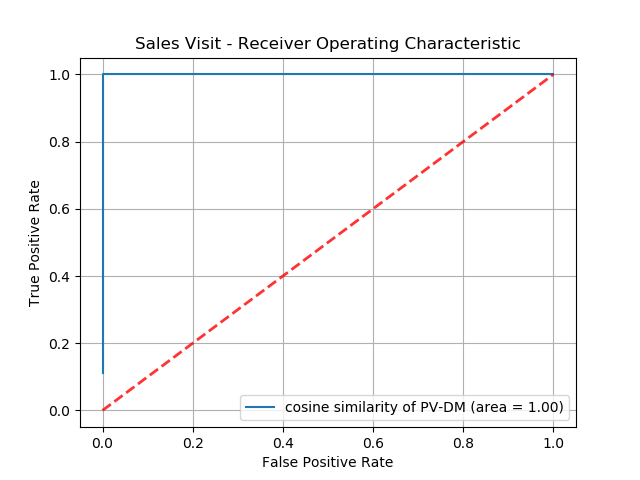 Sales Visit - Receiver Operating Characteristic
True Positive Rate
1.0
0.8
0.6
0.4
0.2
0.0
cosine similarity of PV-DM (area = 1.00)
0.0 0.2 0.4 0.6 0.8 1.0
False Positive Rate